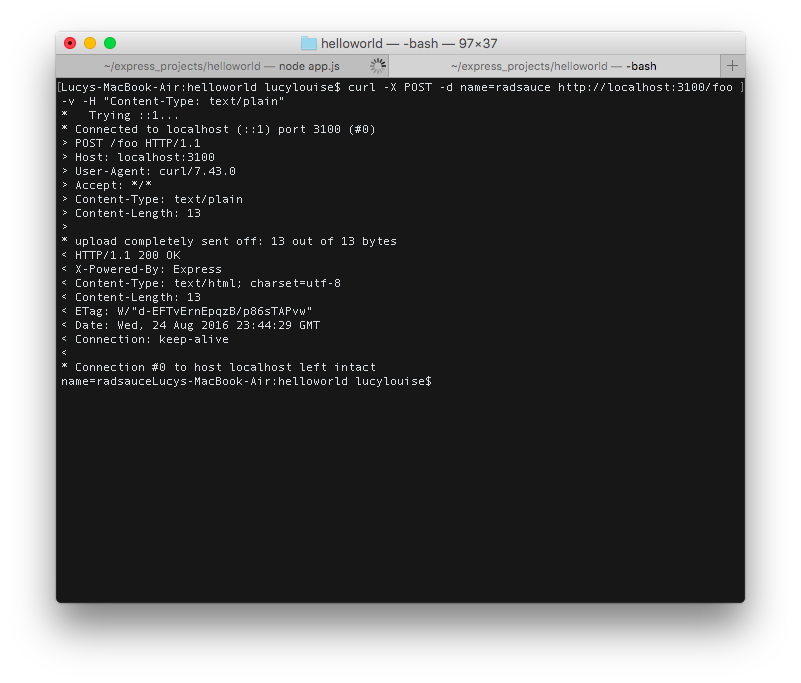 helloworld — -bash — 97×37
~/express_projects/helloworld — node app.js ~/express_projects/helloworld — -bash +
[Lucys-MacBook-Air:helloworld lucylouise$ curl -X POST -d name=radsauce http://localhost:3100/foo ]
-v -H "Content-Type: text/plain"
*   Trying ::1...
* Connected to localhost (::1) port 3100 (#0)
> POST /foo HTTP/1.1
> Host: localhost:3100
> User-Agent: curl/7.43.0
> Accept: */*
> Content-Type: text/plain
> Content-Length: 13
>
* upload completely sent off: 13 out of 13 bytes
< HTTP/1.1 200 OK
< X-Powered-By: Express
< Content-Type: text/html; charset=utf-8
< Content-Length: 13
< ETag: W/"d-EFTvErnEpqzB/p86sTAPvw"
< Date: Wed, 24 Aug 2016 23:44:29 GMT
< Connection: keep-alive
<
* Connection #0 to host localhost left intact
name=radsauceLucys-MacBook-Air:helloworld lucylouise$